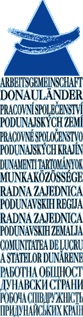 ARBEITSGEMEINSCHAFT
DONAULÄNDER
PRACOVNÍ SPOLEČENSTVÍ
PODUNAJSKÝCH ZEMÍ
PRACOVNÉ SPOLOČENSTVO
PODUNAJSKÝCH KRAJÍN
DUNAMENTI TARTOMÁNYOK
MUNKAKÖZÖSSÉGE
RADNA ZAJEDNICA
PODUNAVSKIH REGIJA
RADNA ZAJEDNICA
PODUNAVSKIH ZEMALJA
COMUNITATEA DE LUCRU
A STATELOR DUNĂRENE
РАБОТНА ОБЩНОСТ
ДУНАВСКИ СТРАНИ
РОБОЧА СПІВДРУЖНІСТЬ
ПРИДУНАЙСЬКИХ КРАЇН